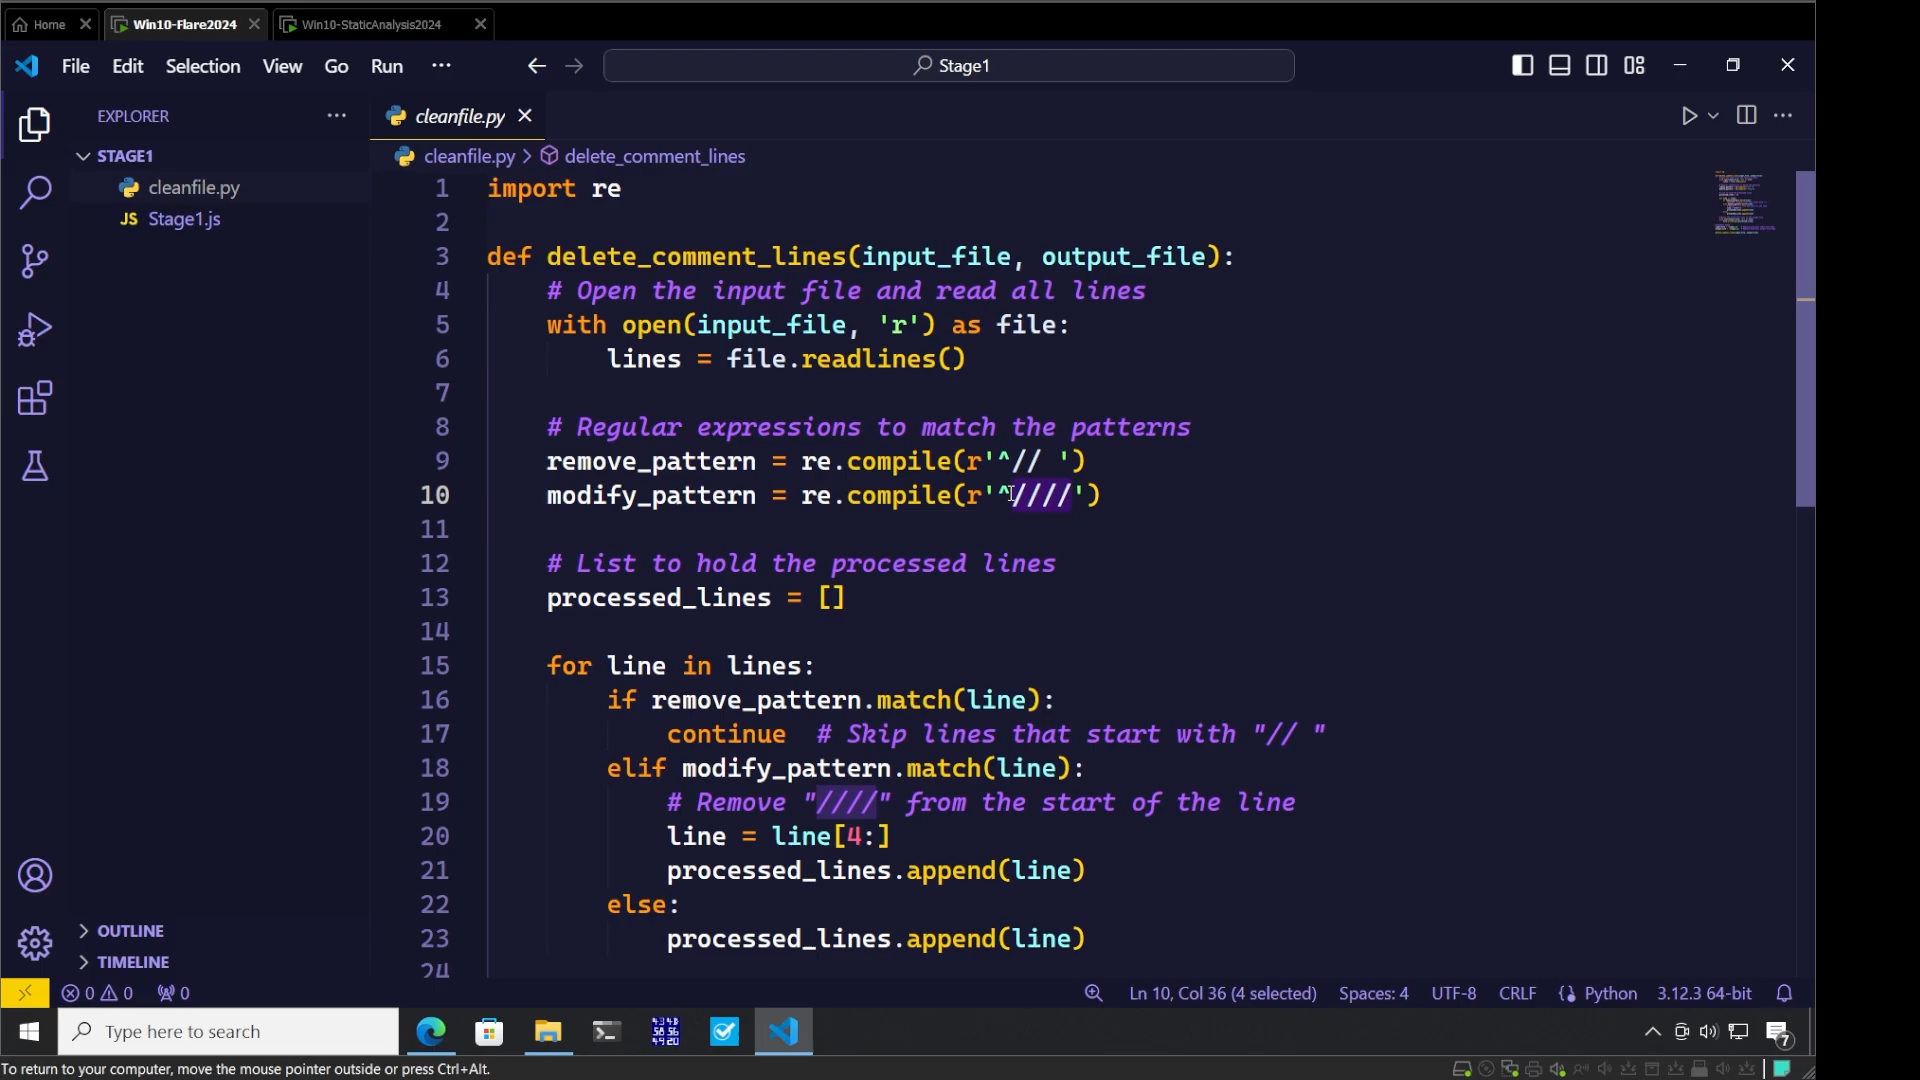 Home
Win10-Flare2024
Win10-StaticAnalysis2024
File Edit Selection View Go Run ···
Stage1
EXPLORER
cleanfile.py
STAGE1
cleanfile.py > delete_comment_lines
cleanfile.py
JS Stage1.js
1 import re
2
3 def delete_comment_lines(input_file, output_file):
4 # Open the input file and read all lines
5 with open(input_file, 'r') as file:
6 lines = file.readlines()
7
8 # Regular expressions to match the patterns
9 remove_pattern = re.compile(r'^// ')
10 modify_pattern = re.compile(r'^////')
11
12 # List to hold the processed lines
13 processed_lines = []
14
15 for line in lines:
16 if remove_pattern.match(line):
17 continue # Skip lines that start with "// "
18 elif modify_pattern.match(line):
19 # Remove "////" from the start of the line
20 line = line[4:]
21 processed_lines.append(line)
22 else:
23 processed_lines.append(line)
24
OUTLINE
TIMELINE
0 0 0
Ln 10, Col 36 (4 selected) Spaces: 4 UTF-8 CRLF Python 3.12.3 64-bit
Type here to search
7
To return to your computer, move the mouse pointer outside or press Ctrl+Alt.